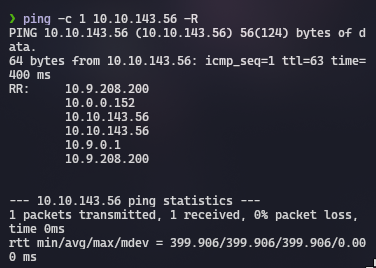 ❯ ping -c 1 10.10.143.56 -R
PING 10.10.143.56 (10.10.143.56) 56(124) bytes of d
ata.
64 bytes from 10.10.143.56: icmp_seq=1 ttl=63 time=
400 ms
RR:     10.9.208.200
        10.0.0.152
        10.10.143.56
        10.10.143.56
        10.9.0.1
        10.9.208.200
--- 10.10.143.56 ping statistics ---
1 packets transmitted, 1 received, 0% packet loss,
time 0ms
rtt min/avg/max/mdev = 399.906/399.906/399.906/0.00
0 ms